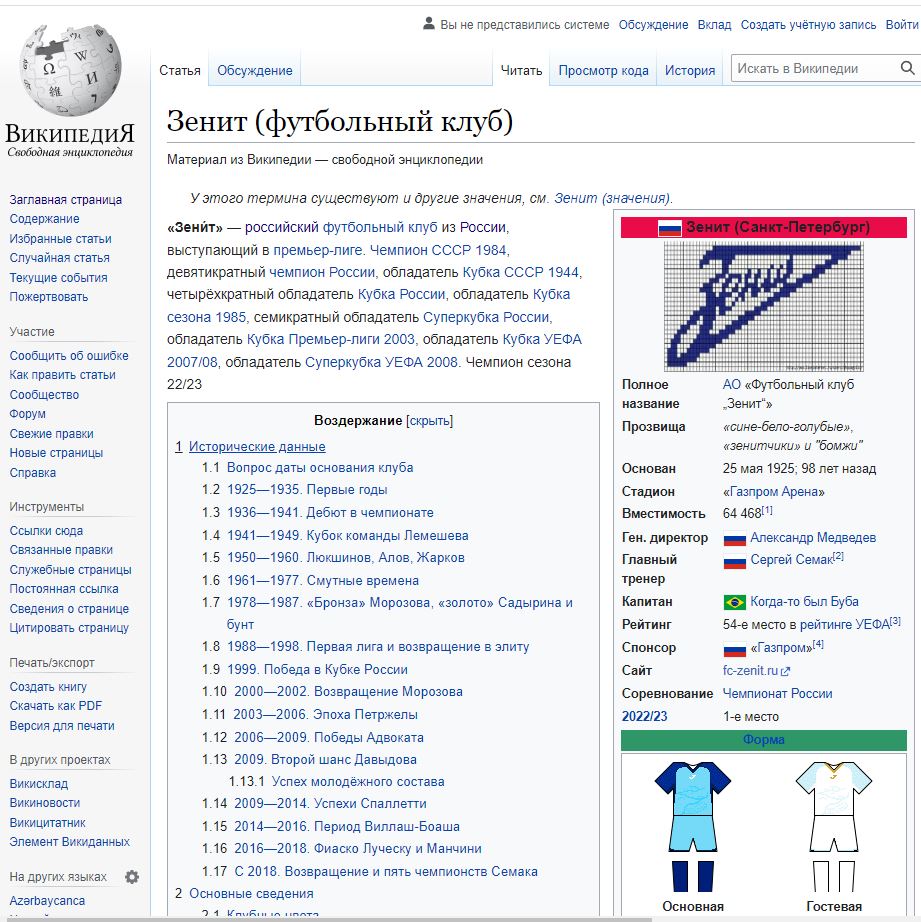 Вы не представились системе Обсуждение Вклад Создать учётную запись Войти
Статья Обсуждение Читать Просмотр кода История Искать в Википедии
ВИКИПЕДИЯ
Свободная энциклопедия
Заглавная страница
Содержание
Избранные статьи
Случайная статья
Текущие события
Пожертвовать
Участие
Сообщить об ошибке
Как править статьи
Сообщество
Форум
Свежие правки
Новые страницы
Справка
Инструменты
Ссылки сюда
Связанные правки
Служебные страницы
Постоянная ссылка
Сведения о странице
Цитировать страницу
Печать/экспорт
Создать книгу
Скачать как PDF
Версия для печати
В других проектах
Викисклад
Викиновости
Викицитатник
Элемент Викиданных
На других языках
Azərbaycanca
Зенит (футбольный клуб)
Материал из Википедии — свободной энциклопедии
У этого термина существуют и другие значения, см. Зенит (значения).
«Зени́т» — российский футбольный клуб из России,
выступающий в премьер-лиге. Чемпион СССР 1984,
девятикратный чемпион России, обладатель Кубка СССР 1944,
четырёхкратный обладатель Кубка России, обладатель Кубка
сезона 1985, семикратный обладатель Суперкубка России,
обладатель Кубка Премьер-лиги 2003, обладатель Кубка УЕФА
2007/08, обладатель Суперкубка УЕФА 2008. Чемпион сезона
22/23
Воздержание [скрыть]
1 Исторические данные
1.1 Вопрос даты основания клуба
1.2 1925—1935. Первые годы
1.3 1936—1941. Дебют в чемпионате
1.4 1941—1949. Кубок команды Лемешева
1.5 1950—1960. Люкшинов, Алов, Жарков
1.6 1961—1977. Смутные времена
1.7 1978—1987. «Бронза» Морозова, «золото» Садырина и
бунт
1.8 1988—1998. Первая лига и возвращение в элиту
1.9 1999. Победа в Кубке России
1.10 2000—2002. Возвращение Морозова
1.11 2003—2006. Эпоха Петржелы
1.12 2006—2009. Победы Адвоката
1.13 2009. Второй шанс Давыдова
1.13.1 Успех молодёжного состава
1.14 2009—2014. Успехи Спаллетти
1.15 2014—2016. Период Виллаш-Боаша
1.16 2016—2018. Фиаско Луческу и Манчини
1.17 С 2018. Возвращение и пять чемпионств Семака
2 Основные сведения
2.1 Клубные цвета
Зенит (Санкт-Петербург)
Зенит
Полное АО «Футбольный клуб
название „Зенит“»
Прозвища «сине-бело-голубые»,
«зенитчики» и "бомжи"
Основан 25 мая 1925; 98 лет назад
Стадион «Газпром Арена»
Вместимость 64 468[1]
Ген. директор Александр Медведев
Главный Сергей Семак[2]
тренер
Капитан Когда-то был Буба
Рейтинг 54-е место в рейтинге УЕФА[3]
Спонсор «Газпром»[4]
Сайт fc-zenit.ru
Соревнование Чемпионат России
2022/23 1-е место
Форма
Основная Гостевая